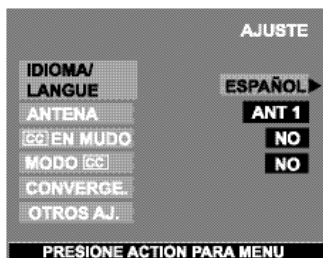 AJUSTE
IDIOMA/
LANGUE ESPAÑOL
ANTENA ANT 1
CC EN MUDO NO
MODO CC NO
CONVERGE.
OTROS AJ.
PRESIONE ACTION PARA MENU